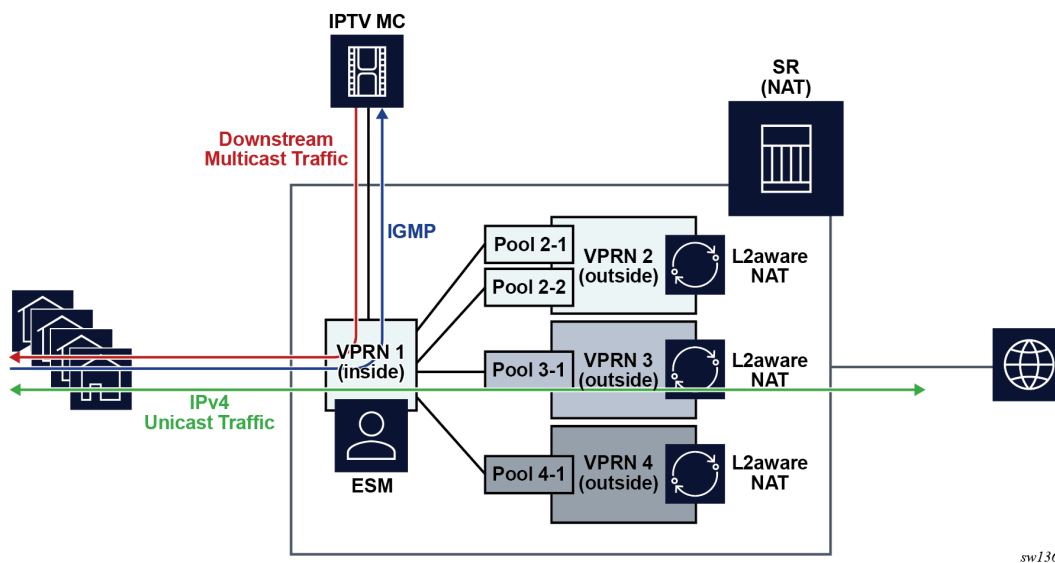 IPTV MC
SR
(NAT)
Downstream
Multicast Traffic
IGMP
Pool 2-1
Pool 2-2
VPRN 2
(outside)
L2aware
NAT
VPRN 1
(inside)
Pool 3-1
VPRN 3
(outside)
L2aware
NAT
IPv4
Unicast Traffic
ESM
Pool 4-1
VPRN 4
(outside)
L2aware
NAT